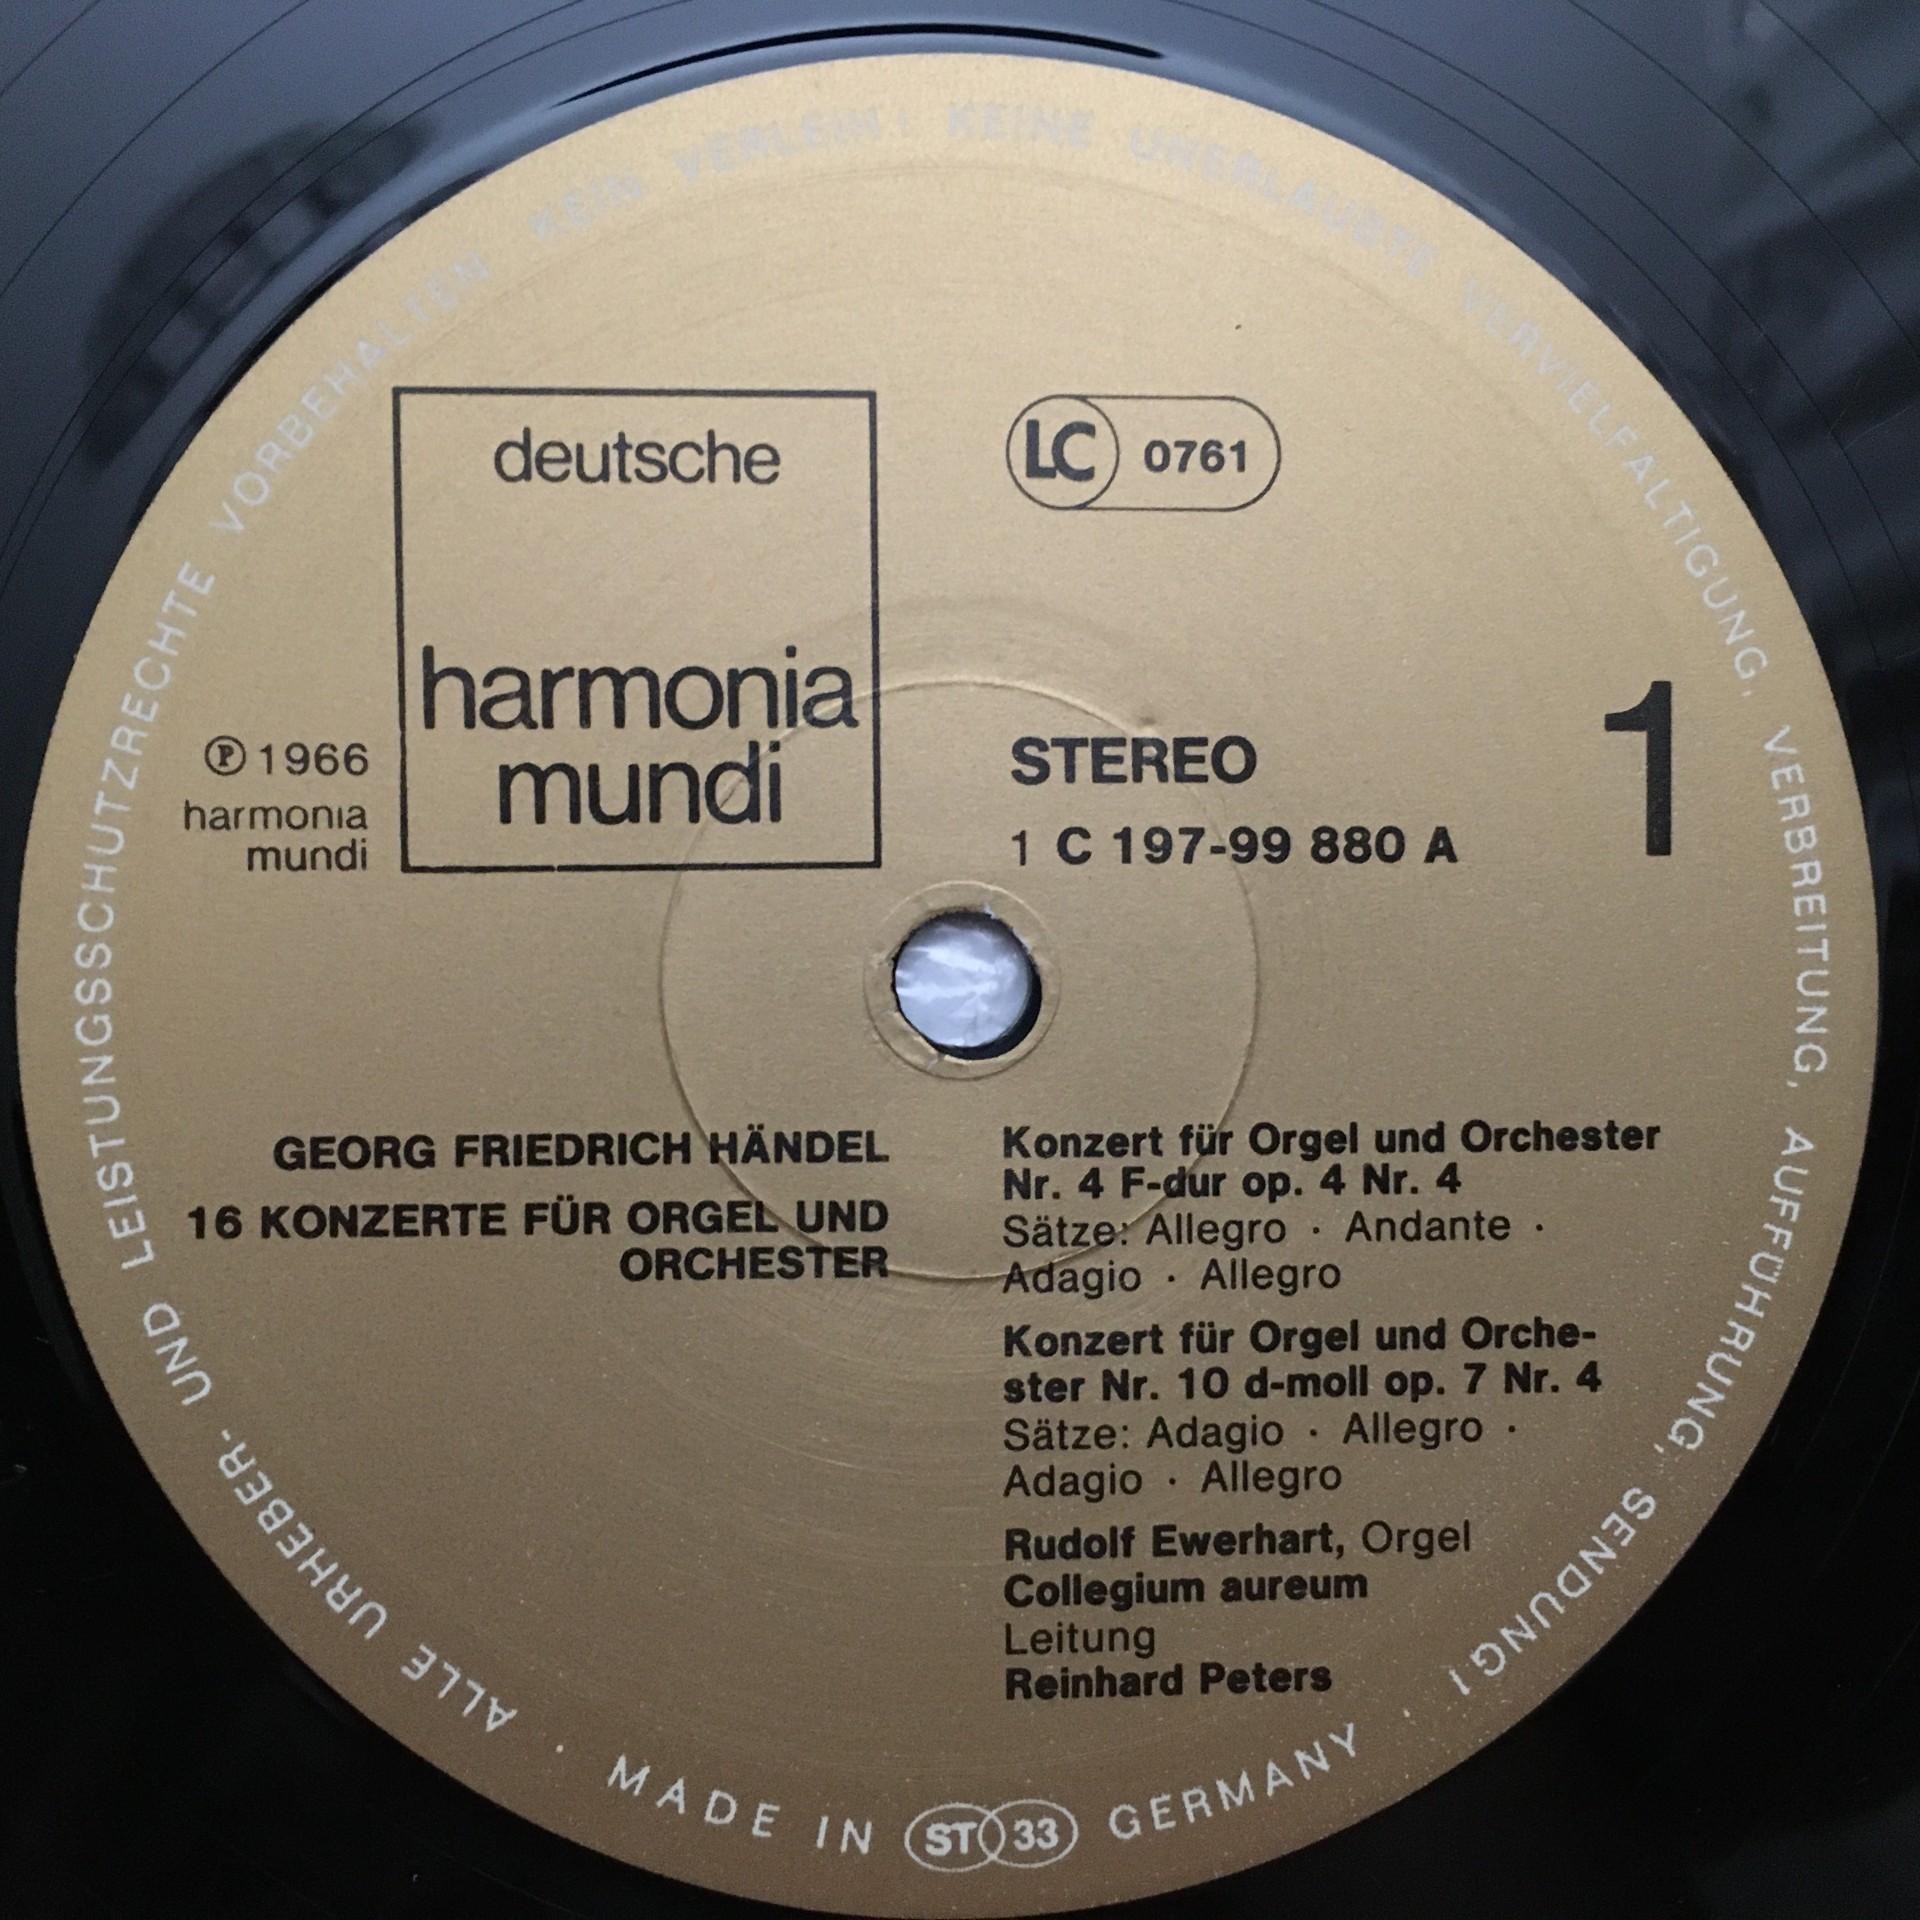 deutsche
harmonia
mundi
LC 0761
℗ 1966
harmonia
mundi
STEREO
1 C 197-99 880 A
1
GEORG FRIEDRICH HÄNDEL
16 KONZERTE FÜR ORGEL UND
ORCHESTER
Konzert für Orgel und Orchester
Nr. 4 F-dur op. 4 Nr. 4
Sätze: Allegro · Andante ·
Adagio · Allegro
Konzert für Orgel und Orche-
ster Nr. 10 d-moll op. 7 Nr. 4
Sätze: Adagio · Allegro ·
Adagio · Allegro
Rudolf Ewerhart, Orgel
Collegium aureum
Leitung
Reinhard Peters
ALLE URHEBER- UND LEISTUNGSSCHUTZRECHTE VORBEHALTEN KEIN VERLEIH! KEINE UNERLAUBTE VERVIELFÄLTIGUNG, VERBREITUNG, AUFFÜHRUNG, SENDUNG! · MADE IN ST 33 GERMANY ·